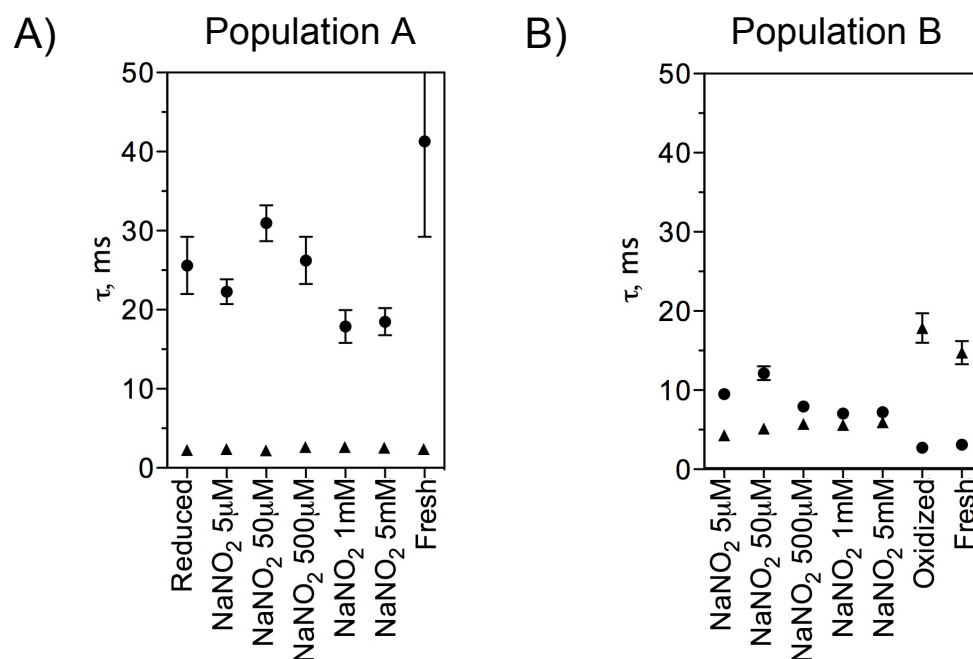 A) Population A
50
40
30
20
10
0
τ, ms
Reduced
NaNO2 5μM
NaNO2 50μM
NaNO2 500μM
NaNO2 1mM
NaNO2 5mM
Fresh
B) Population B
50
40
30
20
10
0
τ, ms
NaNO2 5μM
NaNO2 50μM
NaNO2 500μM
NaNO2 1mM
NaNO2 5mM
Oxidized
Fresh